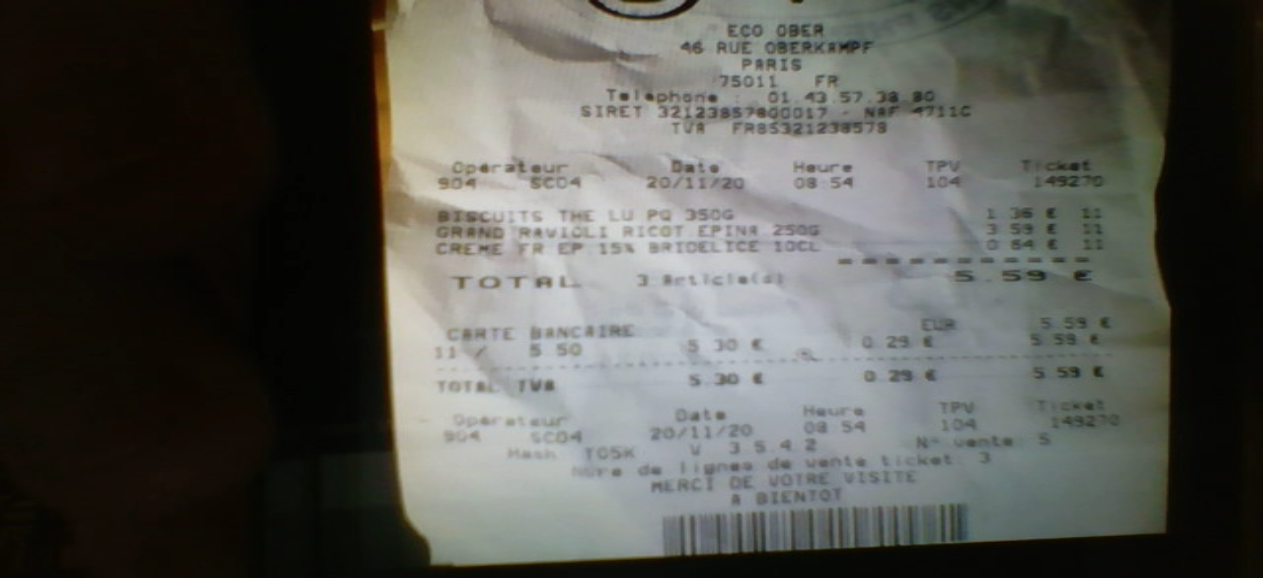 ECO OBER
46 RUE OBERKAMPF
PARIS
75011 FR
Telephone : 01.43.57.38.80
SIRET 32123857800017 - NAF 4711C
TVA FR85321238578
Opérateur Date Heure TPV Ticket
904 SC04 20/11/20 08:54 104 149270
BISCUITS THE LU PQ 350G 1.36 € 11
GRAND RAVIOLI RICOT EPINA 250G 3.59 € 11
CREME FR EP 15% BRIDELICE 10CL 0.64 € 11
TOTAL 3 Article(s) 5.59 €
CARTE BANCAIRE EUR 5.59 €
11 / 5.50 5.30 € 0.29 € 5.59 €
TOTAL TVA 5.30 € 0.29 € 5.59 €
Opérateur Date Heure TPV Ticket
904 SC04 20/11/20 08:54 104 149270
Hash TO5K V 3.5.4.2 N° vente 5
Nbre de lignes de vente ticket: 3
MERCI DE VOTRE VISITE
A BIENTOT